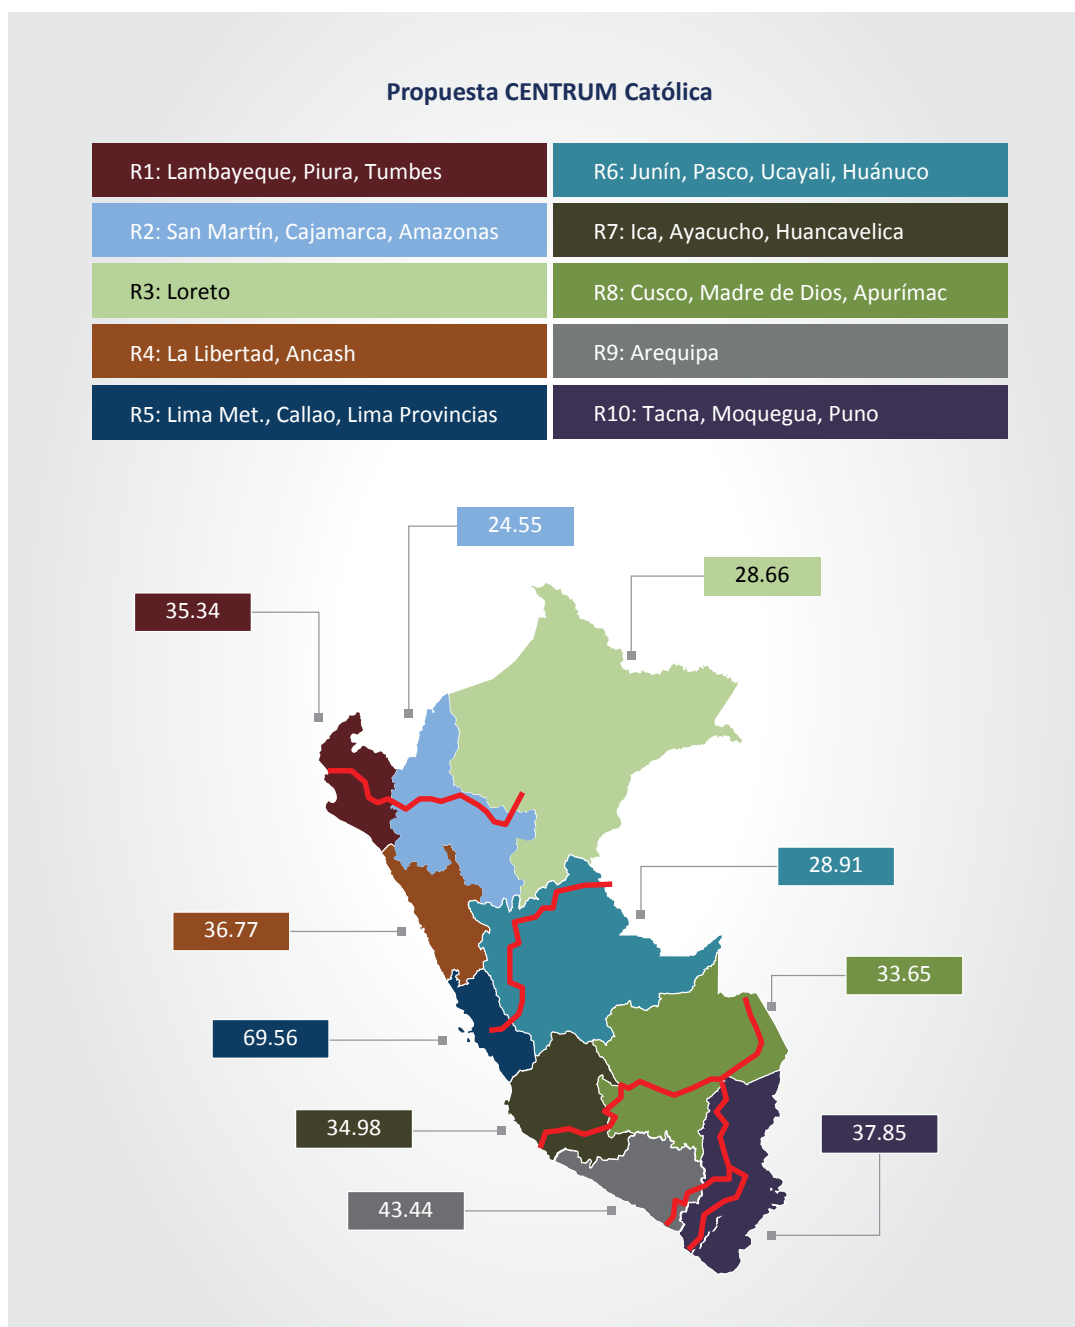 Propuesta CENTRUM Católica
R1: Lambayeque, Piura, Tumbes
R2: San Martín, Cajamarca, Amazonas
R3: Loreto
R4: La Libertad, Ancash
R5: Lima Met., Callao, Lima Provincias
R6: Junín, Pasco, Ucayali, Huánuco
R7: Ica, Ayacucho, Huancavelica
R8: Cusco, Madre de Dios, Apurímac
R9: Arequipa
R10: Tacna, Moquegua, Puno
24.55
28.66
35.34
28.91
36.77
33.65
69.56
34.98
37.85
43.44